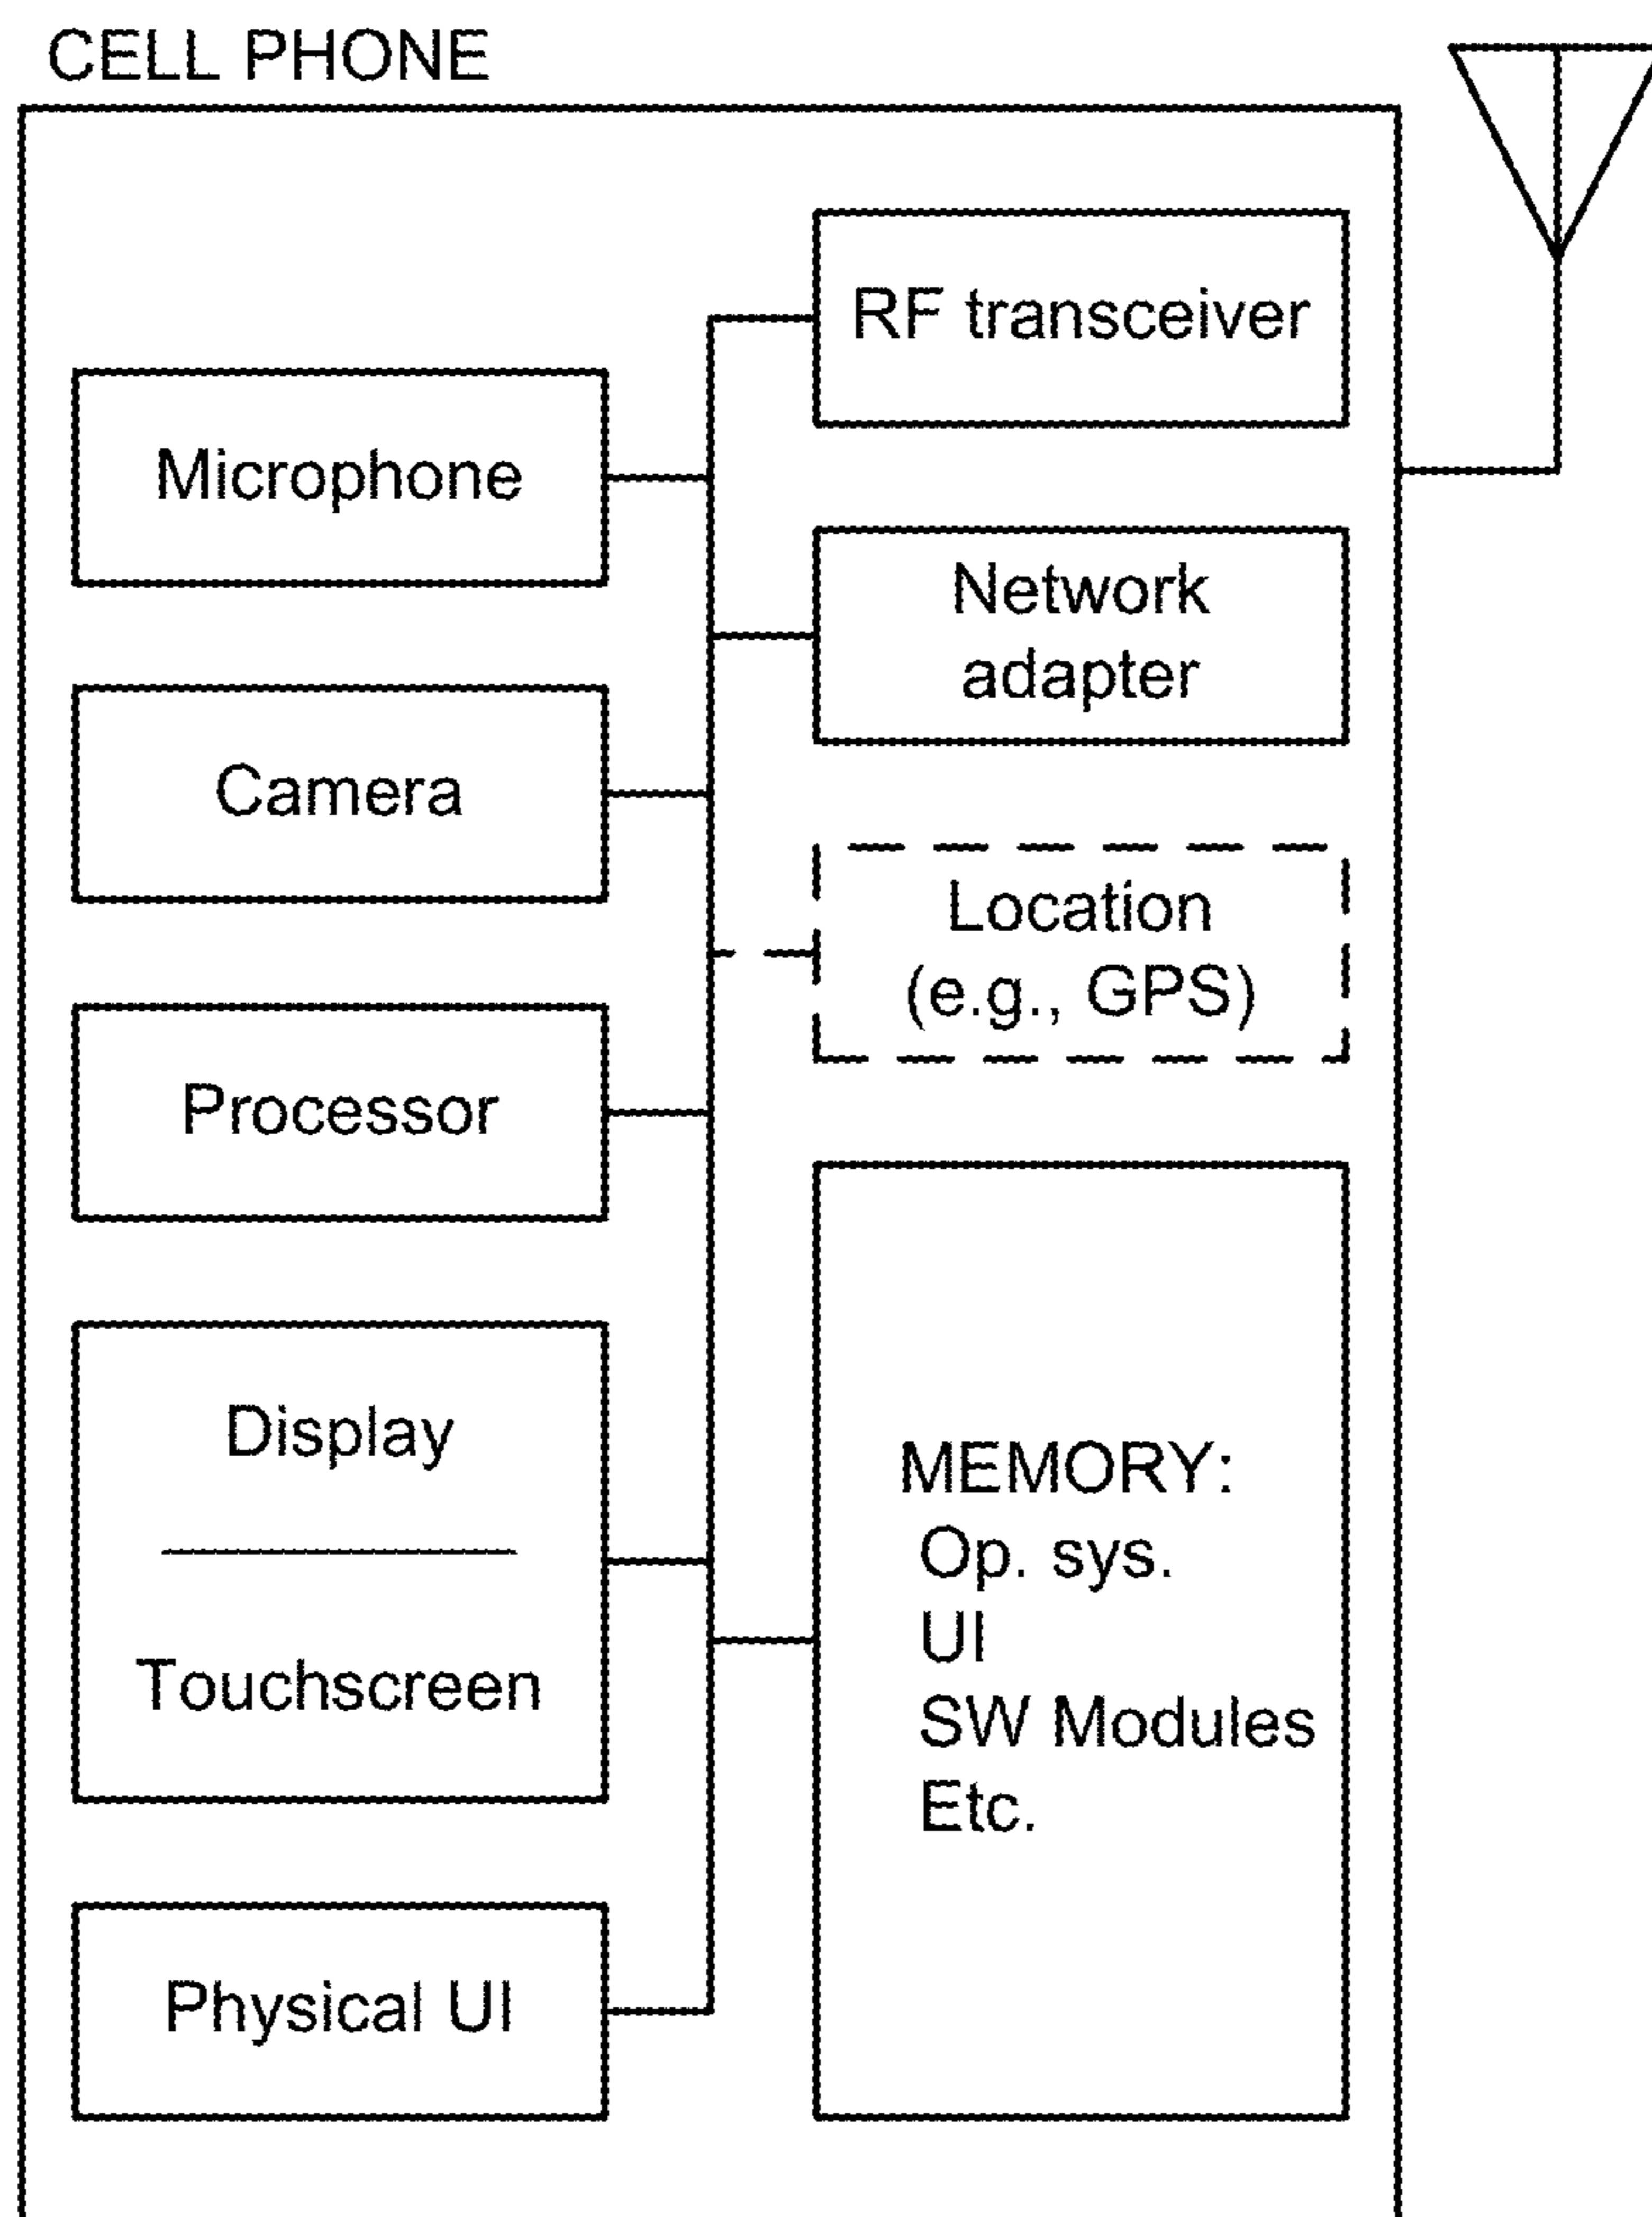 CELL PHONE
RF transceiver
Microphone
Network
adapter
Camera
Location
(e.g., GPS)
Processor
Display
Touchscreen
MEMORY:
Op. sys.
UI
SW Modules
Etc.
Physical UI